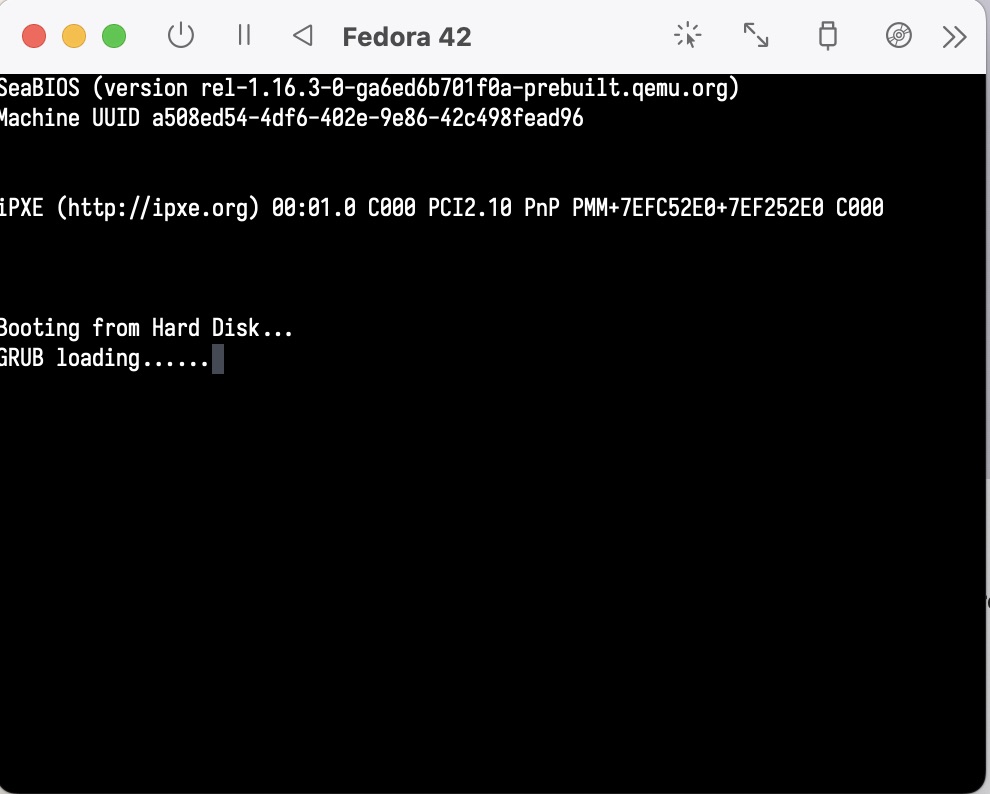 Fedora 42
SeaBIOS (version rel-1.16.3-0-ga6ed6b701f0a-prebuilt.qemu.org)
Machine UUID a508ed54-4df6-402e-9e86-42c498fead96
iPXE (http://ipxe.org) 00:01.0 C000 PCI2.10 PnP PMM+7EFC52E0+7EF252E0 C000
Booting from Hard Disk...
GRUB loading......